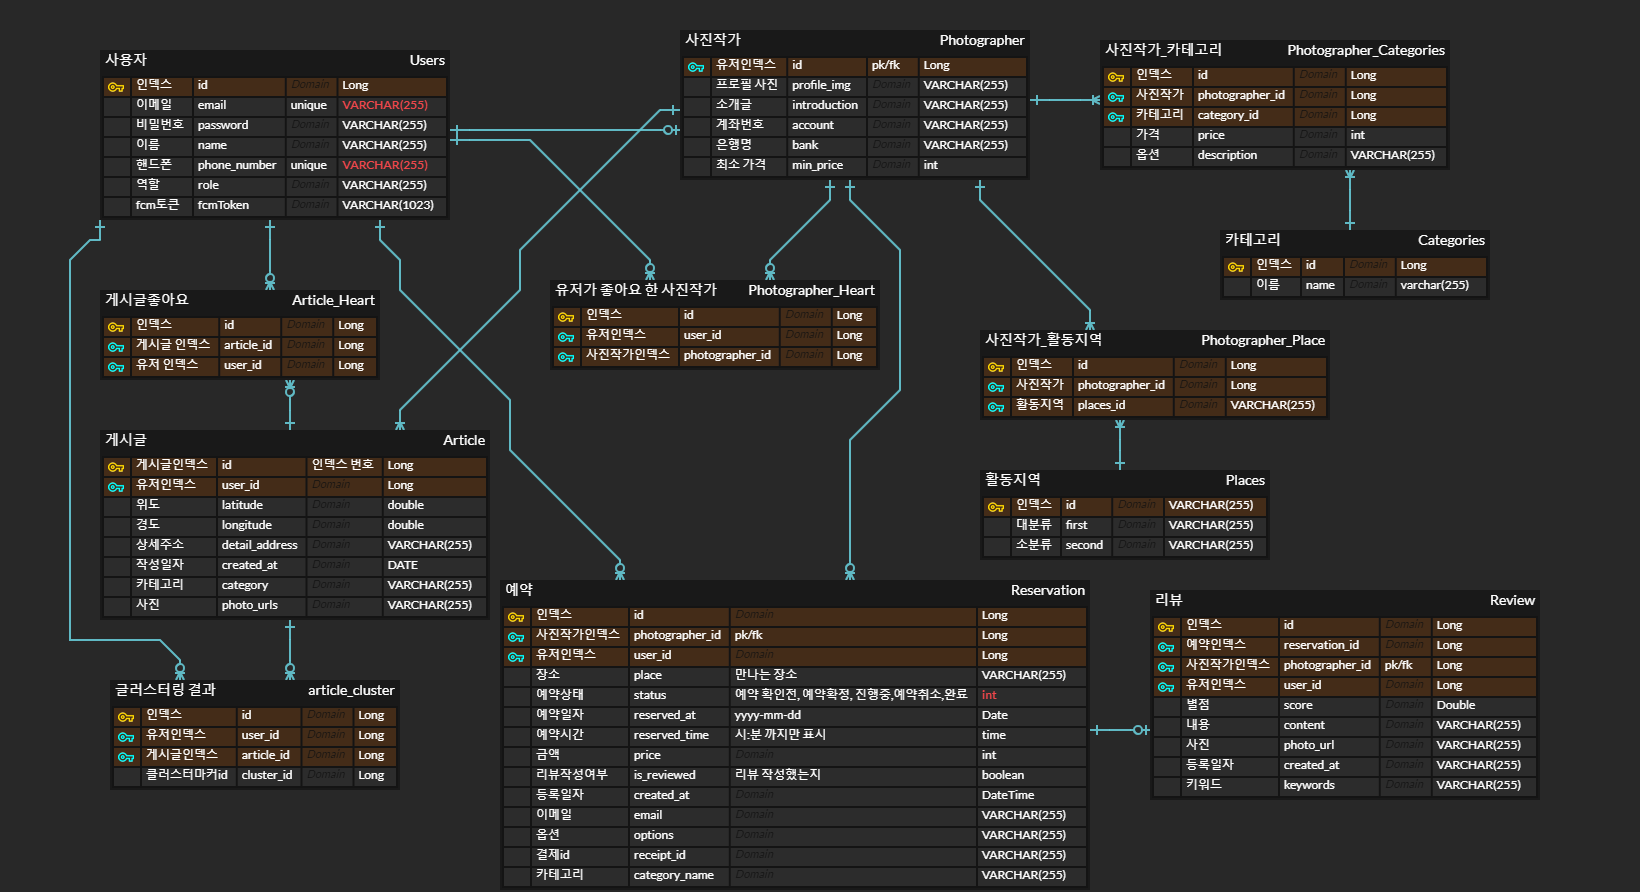 사용자 Users
인덱스 id Domain Long
이메일 email unique VARCHAR(255)
비밀번호 password Domain VARCHAR(255)
이름 name Domain VARCHAR(255)
핸드폰 phone_number unique VARCHAR(255)
역할 role Domain VARCHAR(255)
fcm토큰 fcmToken Domain VARCHAR(1023)
사진작가 Photographer
유저인덱스 id pk/fk Long
프로필 사진 profile_img Domain VARCHAR(255)
소개글 introduction Domain VARCHAR(255)
계좌번호 account Domain VARCHAR(255)
은행명 bank Domain VARCHAR(255)
최소 가격 min_price Domain int
사진작가_카테고리 Photographer_Categories
인덱스 id Domain Long
사진작가 photographer_id Domain Long
카테고리 category_id Domain Long
가격 price Domain int
옵션 description Domain VARCHAR(255)
카테고리 Categories
인덱스 id Domain Long
이름 name Domain varchar(255)
게시글좋아요 Article_Heart
인덱스 id Domain Long
게시글 인덱스 article_id Domain Long
유저 인덱스 user_id Domain Long
유저가 좋아요 한 사진작가 Photographer_Heart
인덱스 id Domain Long
유저인덱스 user_id Domain Long
사진작가인덱스 photographer_id Domain Long
사진작가_활동지역 Photographer_Place
인덱스 id Domain Long
사진작가 photographer_id Domain Long
활동지역 places_id Domain VARCHAR(255)
게시글 Article
게시글인덱스 id 인덱스 번호 Long
유저인덱스 user_id Domain Long
위도 latitude Domain double
경도 longitude Domain double
상세주소 detail_address Domain VARCHAR(255)
작성일자 created_at Domain DATE
카테고리 category Domain VARCHAR(255)
사진 photo_urls Domain VARCHAR(255)
활동지역 Places
인덱스 id Domain VARCHAR(255)
대분류 first Domain VARCHAR(255)
소분류 second Domain VARCHAR(255)
글러스터링 결과 article_cluster
인덱스 id Domain Long
유저인덱스 user_id Domain Long
게시글인덱스 article_id Domain Long
클러스터마커id cluster_id Domain Long
예약 Reservation
인덱스 id Domain Long
사진작가인덱스 photographer_id pk/fk Long
유저인덱스 user_id Domain Long
장소 place 만나는 장소 VARCHAR(255)
예약상태 status 예약 확인전, 예약확정, 진행중,예약취소,완료 int
예약일자 reserved_at yyyy-mm-dd Date
예약시간 reserved_time 시:분 까지만 표시 time
금액 price Domain int
리뷰작성여부 is_reviewed 리뷰 작성했는지 boolean
등록일자 created_at Domain DateTime
이메일 email Domain VARCHAR(255)
옵션 options Domain VARCHAR(255)
결제id receipt_id Domain VARCHAR(255)
카테고리 category_name Domain VARCHAR(255)
리뷰 Review
인덱스 id Domain Long
예약인덱스 reservation_id Domain Long
사진작가인덱스 photographer_id pk/fk Long
유저인덱스 user_id Domain Long
별점 score Domain Double
내용 content Domain VARCHAR(255)
사진 photo_url Domain VARCHAR(255)
등록일자 created_at Domain VARCHAR(255)
키워드 keywords Domain VARCHAR(255)